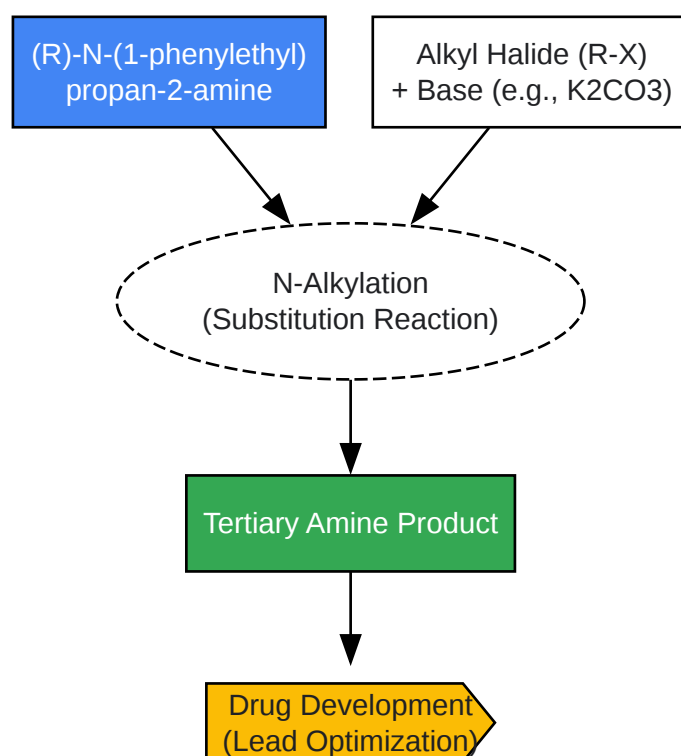 (R)-N-(1-phenylethyl)
propan-2-amine
Alkyl Halide (R-X)
+ Base (e.g., K2CO3)
N-Alkylation
(Substitution Reaction)
Tertiary Amine Product
Drug Development
(Lead Optimization)